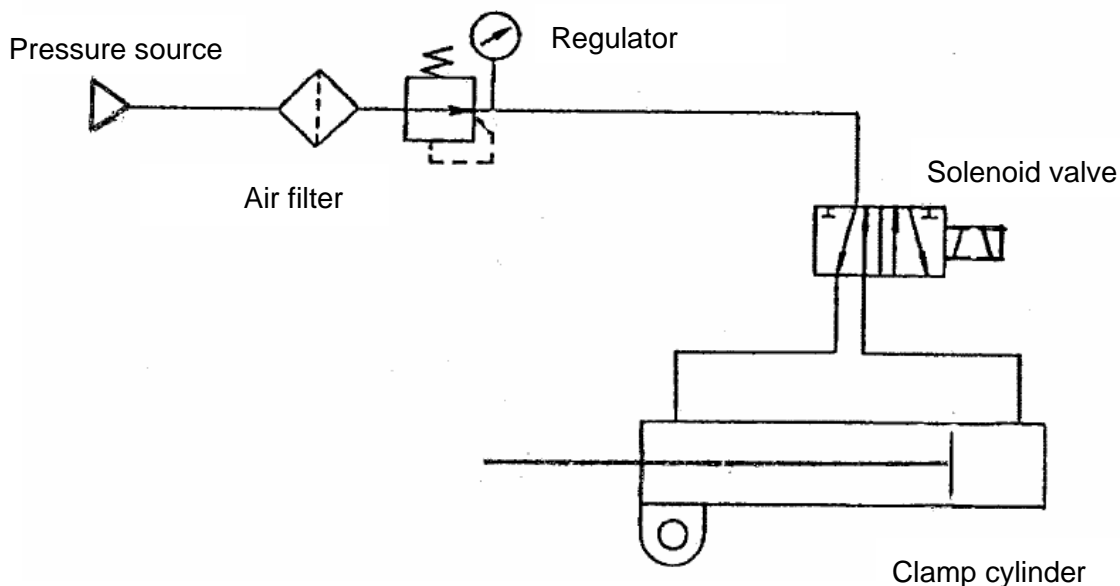 Pressure source
Regulator
Air filter
Solenoid valve
Clamp cylinder